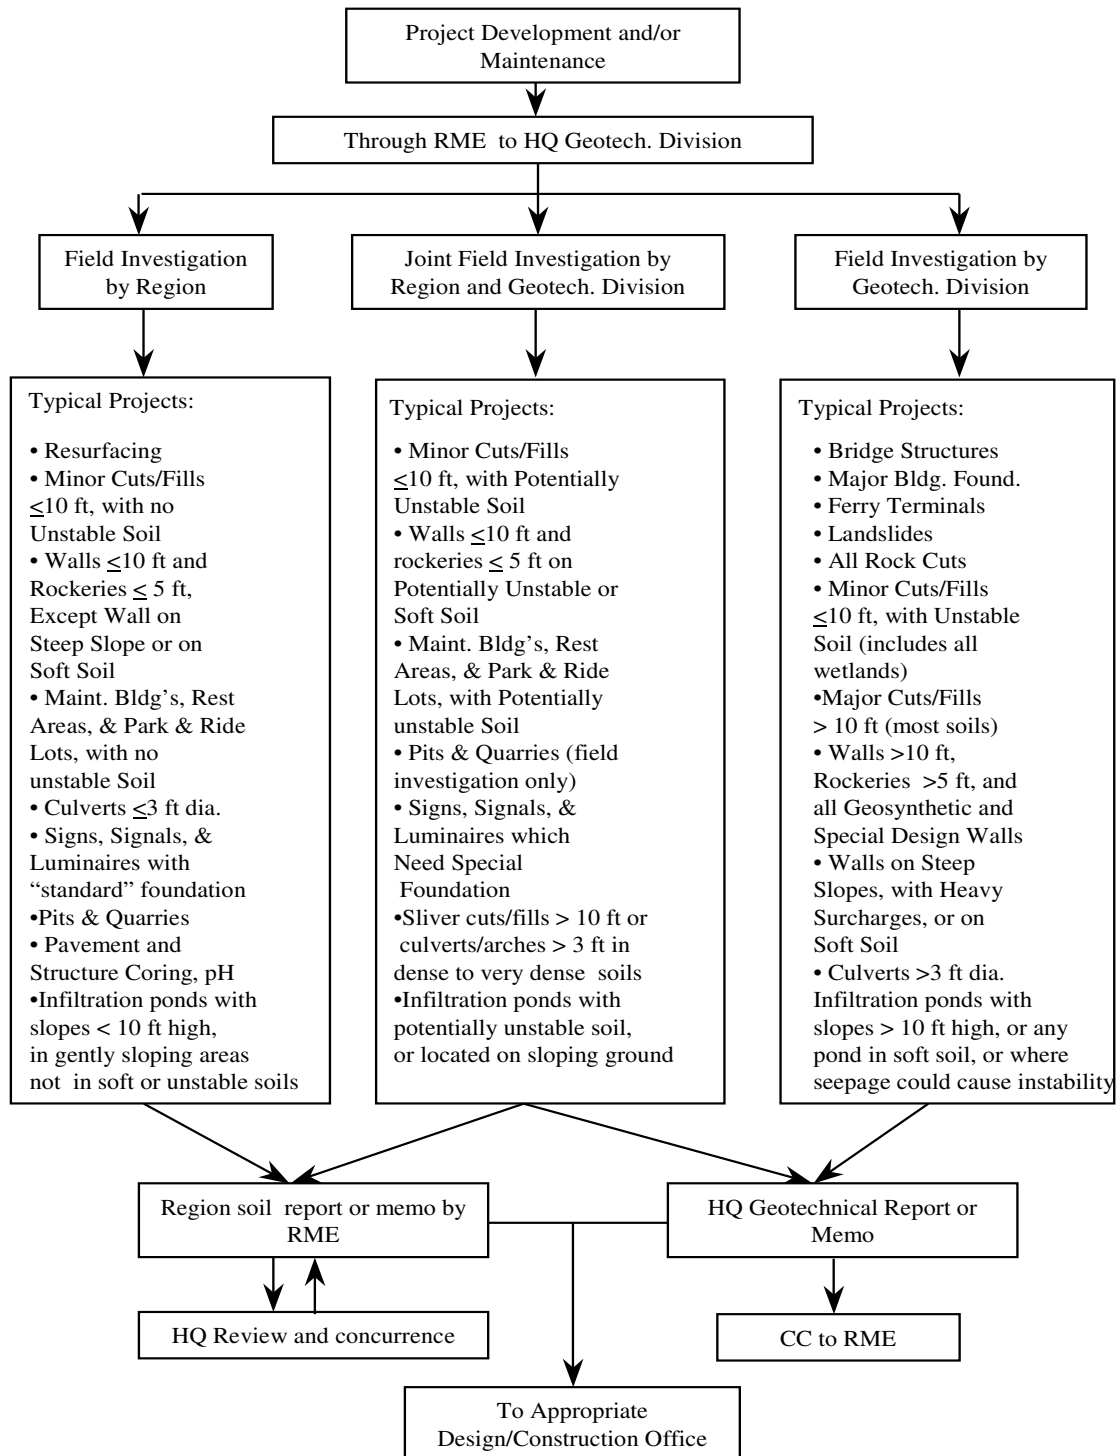 Project Development and/or
Maintenance
Through RME  to HQ Geotech. Division
Field Investigation
by Region
Joint Field Investigation by
Region and Geotech. Division
Field Investigation by
Geotech. Division
Typical Projects:
• Resurfacing
• Minor Cuts/Fills
≤10 ft, with no
Unstable Soil
• Walls ≤10 ft and
Rockeries ≤ 5 ft,
Except Wall on
Steep Slope or on
Soft Soil
• Maint. Bldg's, Rest
Areas, & Park & Ride
Lots, with no
unstable Soil
• Culverts ≤3 ft dia.
• Signs, Signals, &
Luminaires with
“standard” foundation
•Pits & Quarries
• Pavement and
Structure Coring, pH
•Infiltration ponds with
slopes < 10 ft high,
in gently sloping areas
not  in soft or unstable soils
Typical Projects:
• Minor Cuts/Fills
≤10 ft, with Potentially
Unstable Soil
• Walls ≤10 ft and
rockeries ≤ 5 ft on
Potentially Unstable or
Soft Soil
• Maint. Bldg's, Rest
Areas, & Park & Ride
Lots, with Potentially
unstable Soil
• Pits & Quarries (field
investigation only)
• Signs, Signals, &
Luminaires which
Need Special
Foundation
•Sliver cuts/fills > 10 ft or
culverts/arches > 3 ft in
dense to very dense  soils
•Infiltration ponds with
potentially unstable soil,
or located on sloping ground
Typical Projects:
• Bridge Structures
• Major Bldg. Found.
• Ferry Terminals
• Landslides
• All Rock Cuts
• Minor Cuts/Fills
≤10 ft, with Unstable
Soil (includes all
wetlands)
•Major Cuts/Fills
> 10 ft (most soils)
• Walls >10 ft,
Rockeries  >5 ft, and
all Geosynthetic and
Special Design Walls
• Walls on Steep
Slopes, with Heavy
Surcharges, or on
Soft Soil
• Culverts >3 ft dia.
Infiltration ponds with
slopes > 10 ft high, or any
pond in soft soil, or where
seepage could cause instability
Region soil  report or memo by
RME
HQ Geotechnical Report or
Memo
HQ Review and concurrence
CC to RME
To Appropriate
Design/Construction Office